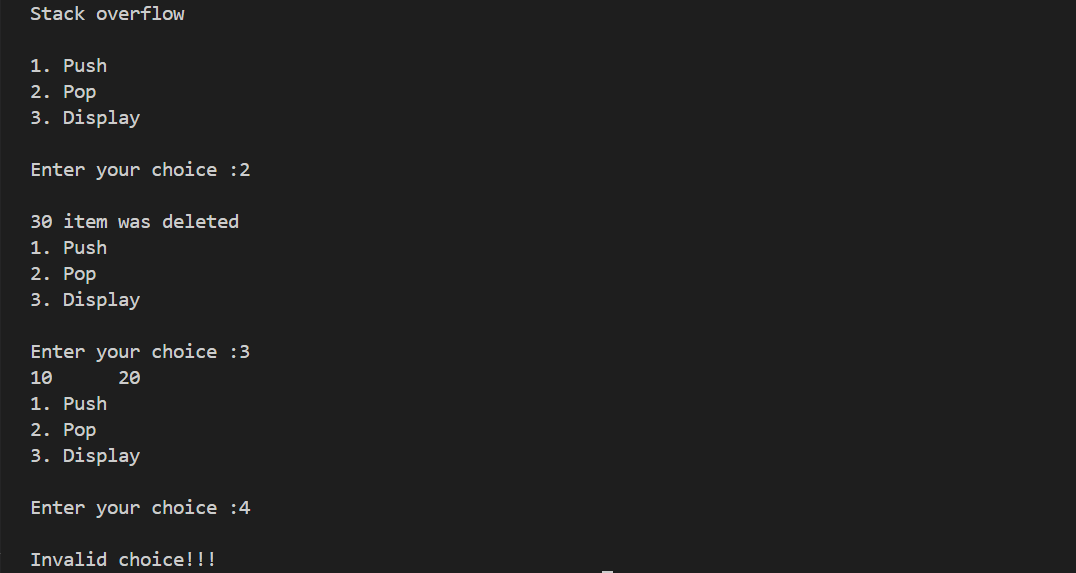 Stack overflow
1. Push
2. Pop
3. Display
Enter your choice :2
30 item was deleted
1. Push
2. Pop
3. Display
Enter your choice :3
10      20
1. Push
2. Pop
3. Display
Enter your choice :4
Invalid choice!!!